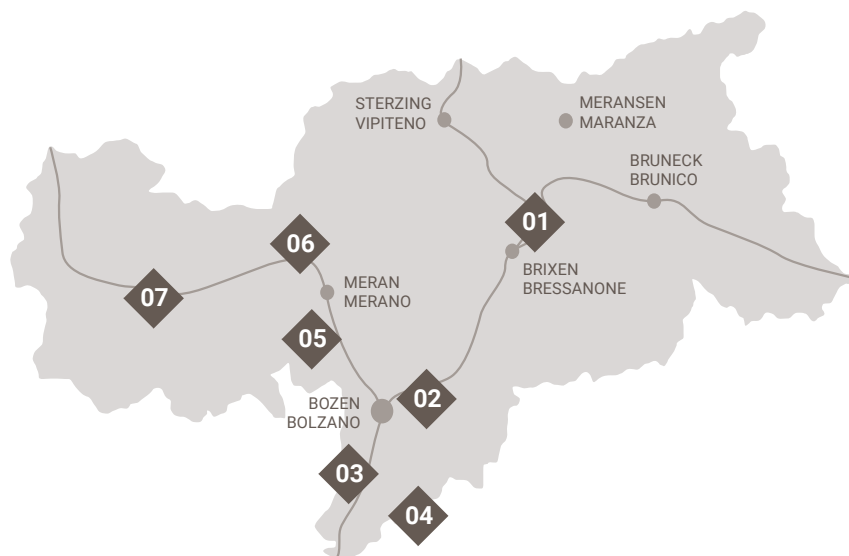 STERZING
VIPITENO
MERANSEN
MARANZA
BRUNECK
BRUNICO
01
06
BRIXEN
BRESSANONE
MERAN
MERANO
07
05
02
BOZEN
BOLZANO
03
04